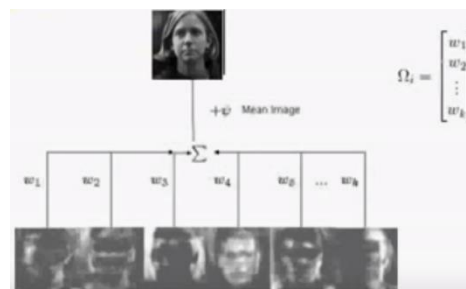 Ωᵢ = [w₁ w₂ ⋮ wₖ]
+ψ Mean Image
Σ
w₁ w₂ w₃ w₄ w₅ ... wₖ